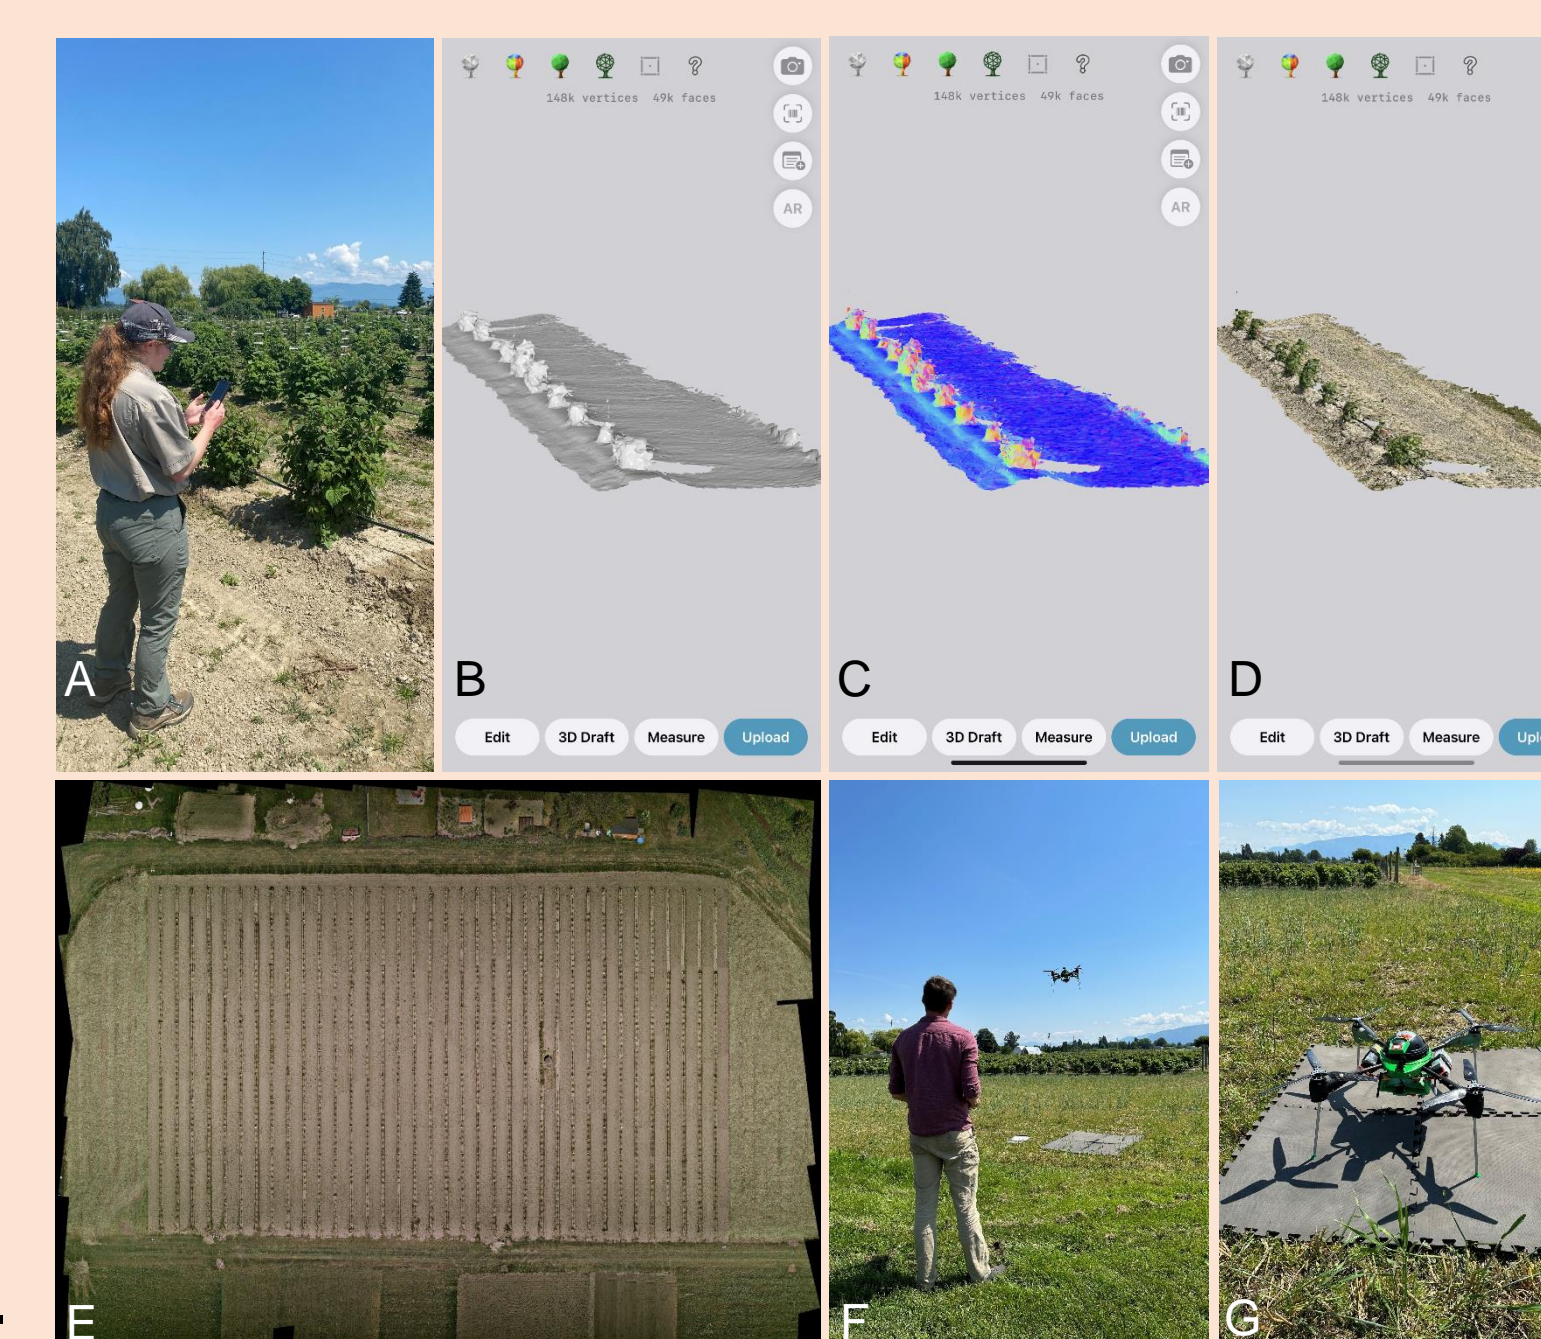 148k vertices 49k faces
148k vertices 49k faces
148k vertices 49k faces
AR
AR
A
B
C
D
Edit 3D Draft Measure Upload
Edit 3D Draft Measure Upload
Edit 3D Draft Measure
E
F
G